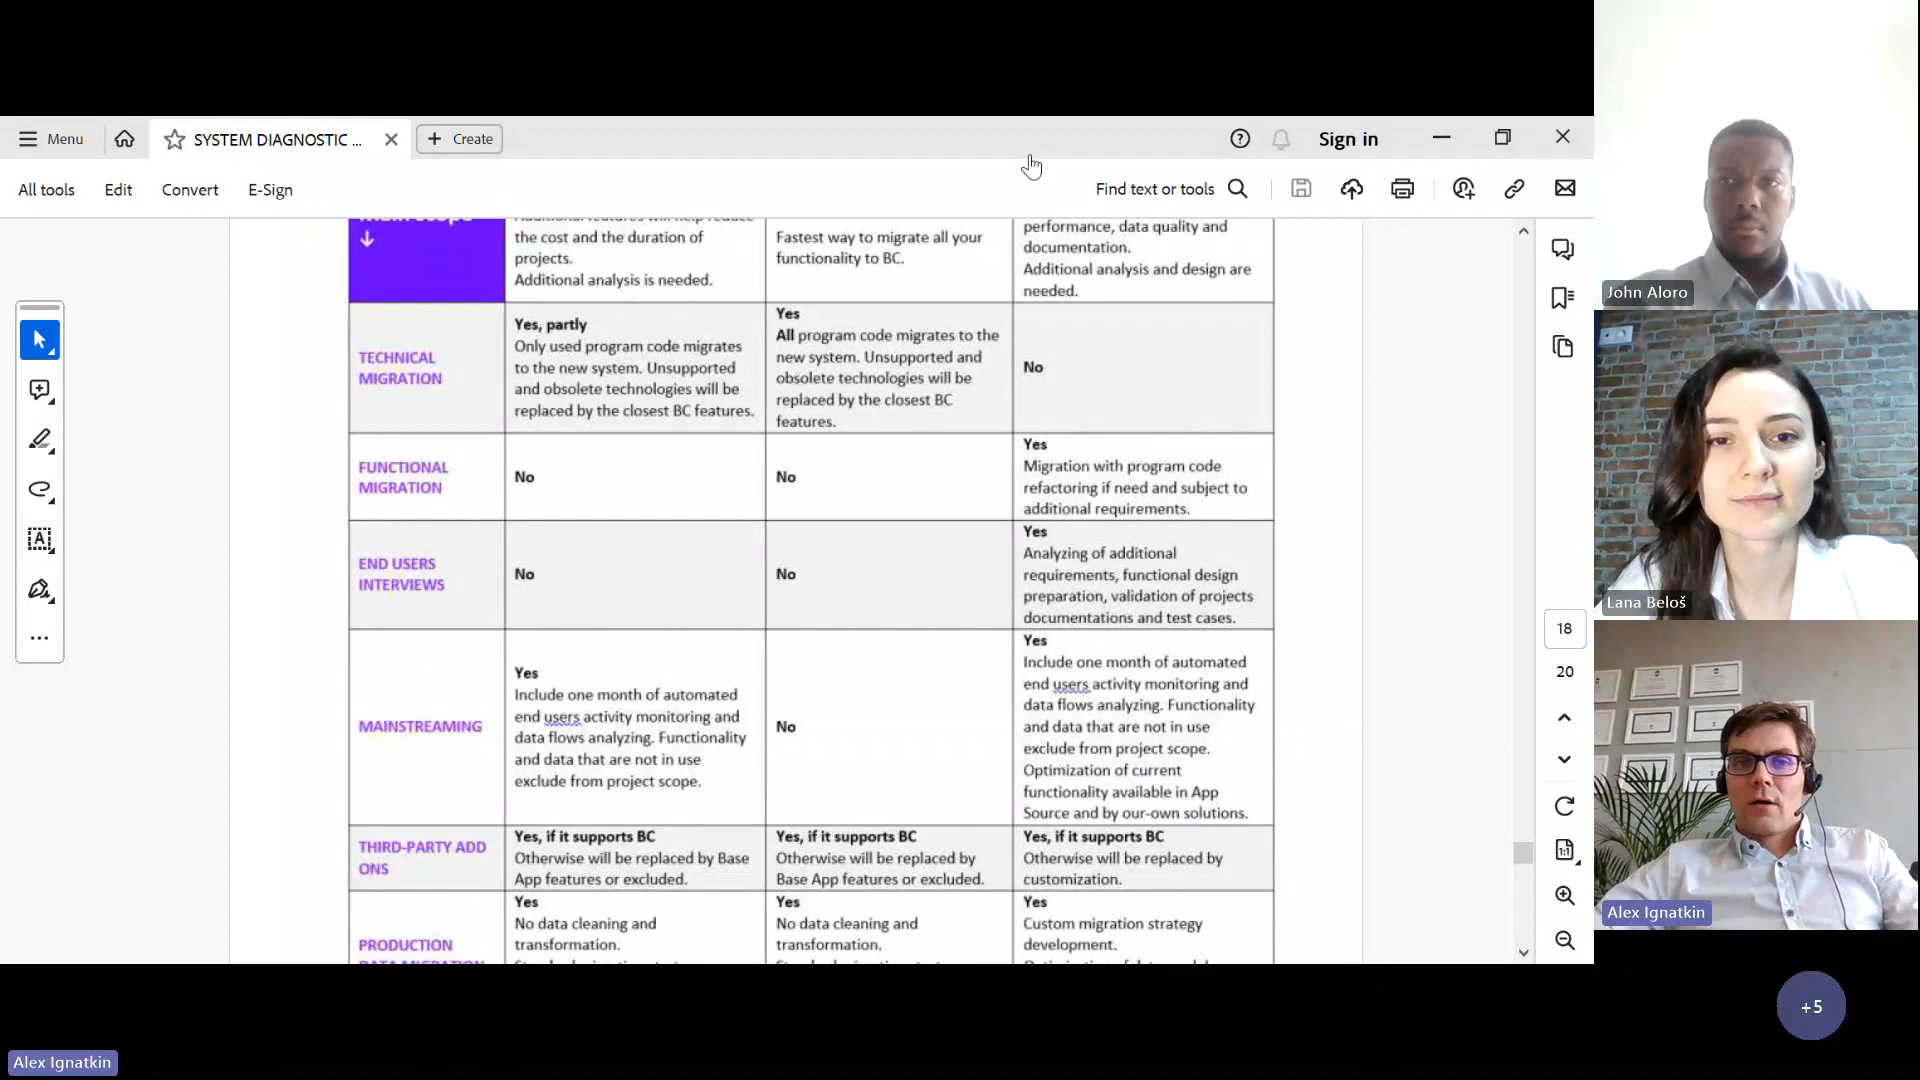 Menu
SYSTEM DIAGNOSTIC ...
Create
Sign in
All tools
Edit
Convert
E-Sign
Find text or tools
Additional features will help reduce
the cost and the duration of
projects.
Additional analysis is needed.
Fastest way to migrate all your
functionality to BC.
performance, data quality and
documentation.
Additional analysis and design are
needed.
TECHNICAL
MIGRATION
Yes, partly
Only used program code migrates
to the new system. Unsupported
and obsolete technologies will be
replaced by the closest BC features.
Yes
All program code migrates to the
new system. Unsupported and
obsolete technologies will be
replaced by the closest BC
features.
No
FUNCTIONAL
MIGRATION
No
No
Yes
Migration with program code
refactoring if need and subject to
additional requirements.
END USERS
INTERVIEWS
No
No
Yes
Analyzing of additional
requirements, functional design
preparation, validation of projects
documentations and test cases.
MAINSTREAMING
Yes
Include one month of automated
end users activity monitoring and
data flows analyzing. Functionality
and data that are not in use
exclude from project scope.
No
Yes
Include one month of automated
end users activity monitoring and
data flows analyzing. Functionality
and data that are not in use
exclude from project scope.
Optimization of current
functionality available in App
Source and by our-own solutions.
THIRD-PARTY ADD
ONS
Yes, if it supports BC
Otherwise will be replaced by Base
App features or excluded.
Yes, if it supports BC
Otherwise will be replaced by
Base App features or excluded.
Yes, if it supports BC
Otherwise will be replaced by
customization.
PRODUCTION
DATA MIGRATION
Yes
No data cleaning and
transformation.
Yes
No data cleaning and
transformation.
Yes
Custom migration strategy
development.
18
20
1:1
John Aloro
Lana Beloš
Alex Ignatkin
+5
Alex Ignatkin